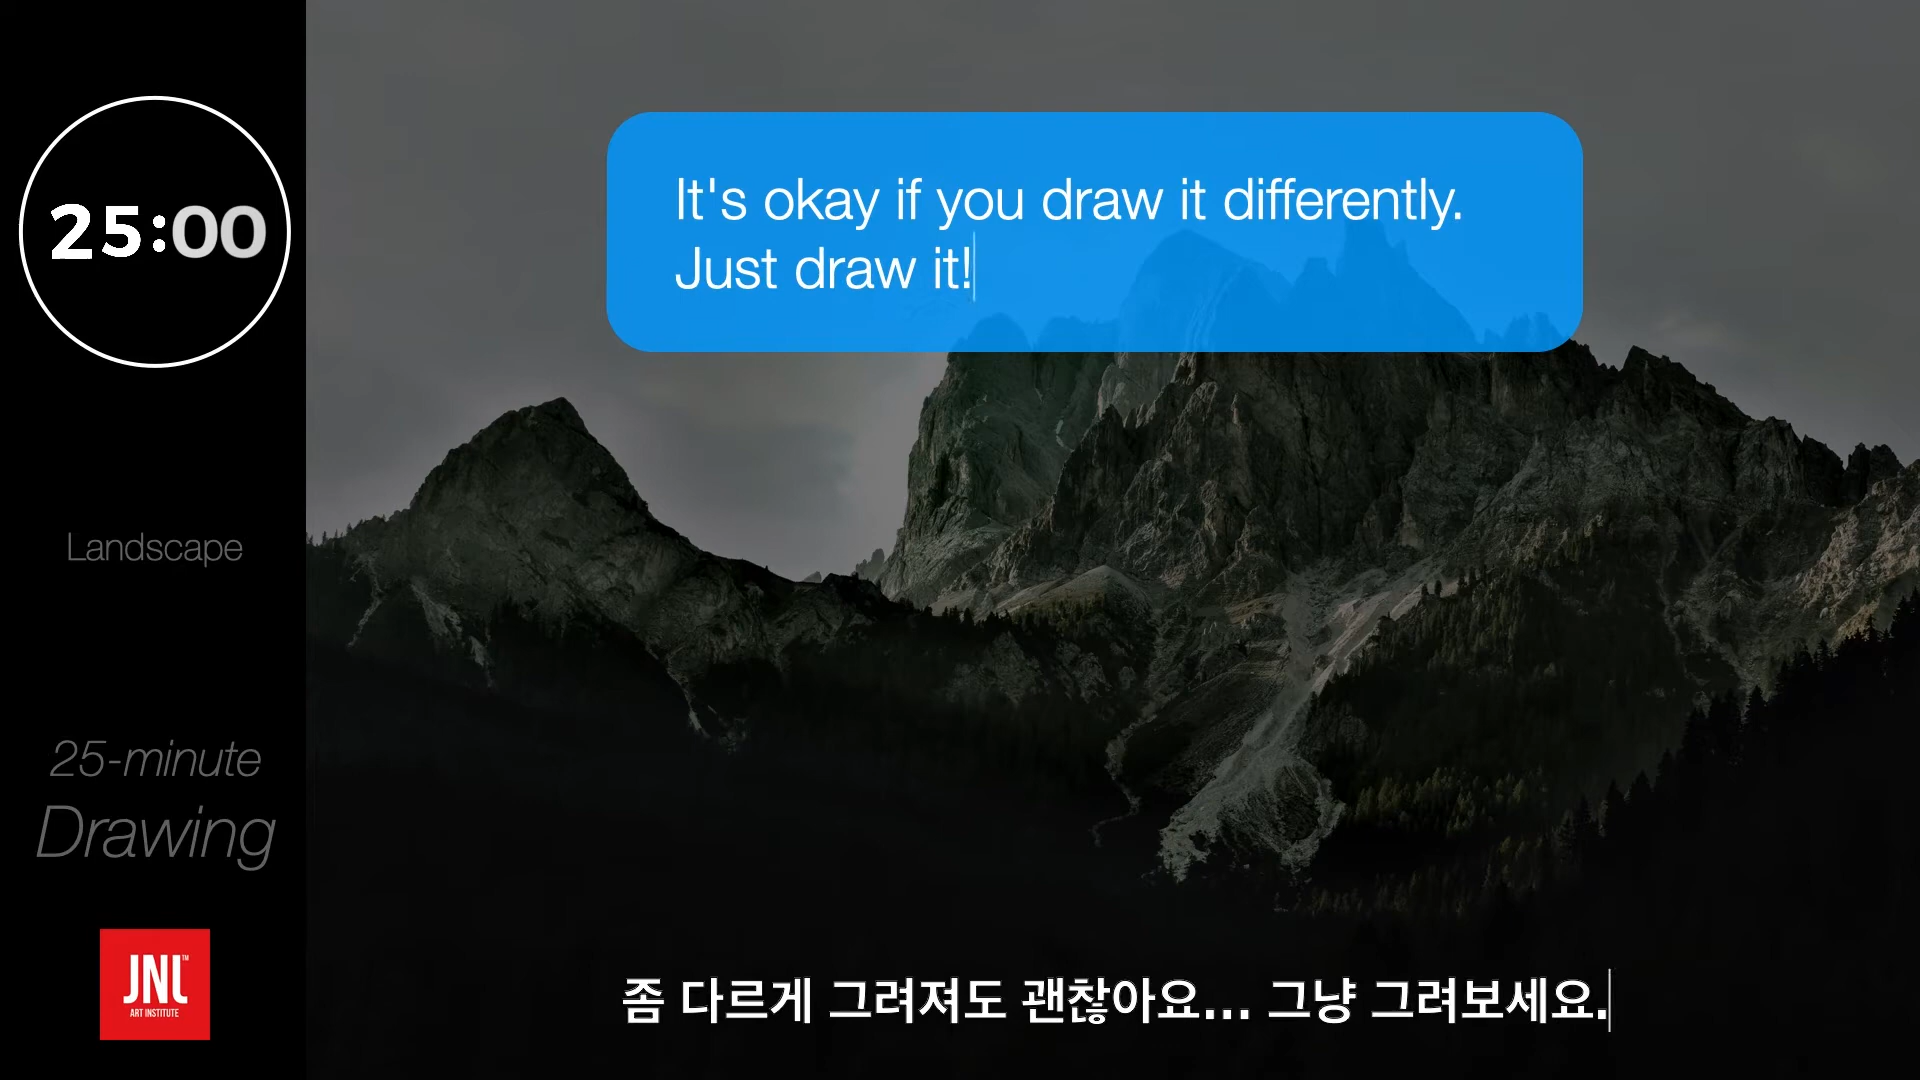 25:00
Landscape
25-minute
Drawing
JNL™
ART INSTITUTE
It's okay if you draw it differently.
Just draw it!
좀 다르게 그려져도 괜찮아요... 그냥 그려보세요.